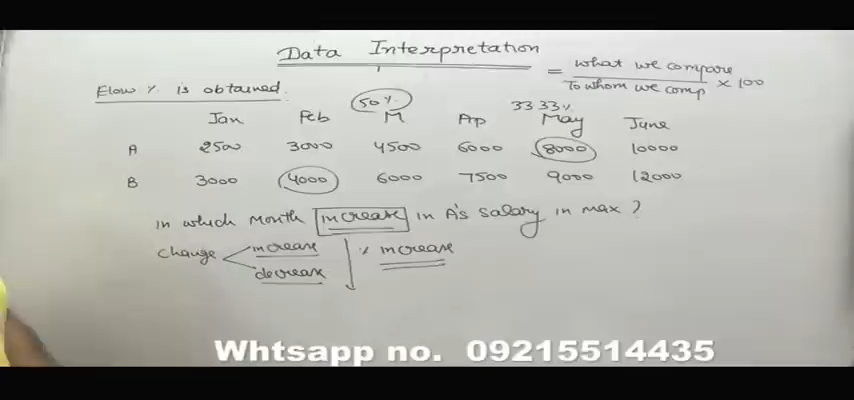 Data Interpretation
= what we compare
To whom we comp × 100
How % is obtained.
50% 33 33%
Jan Feb M Ap May June
A 2500 3000 4500 6000 8000 10000
B 3000 4000 6000 7500 9000 12000
in which month increase in A's salary in max?
change increase
decrease
% increase
Whtsapp no. 09215514435